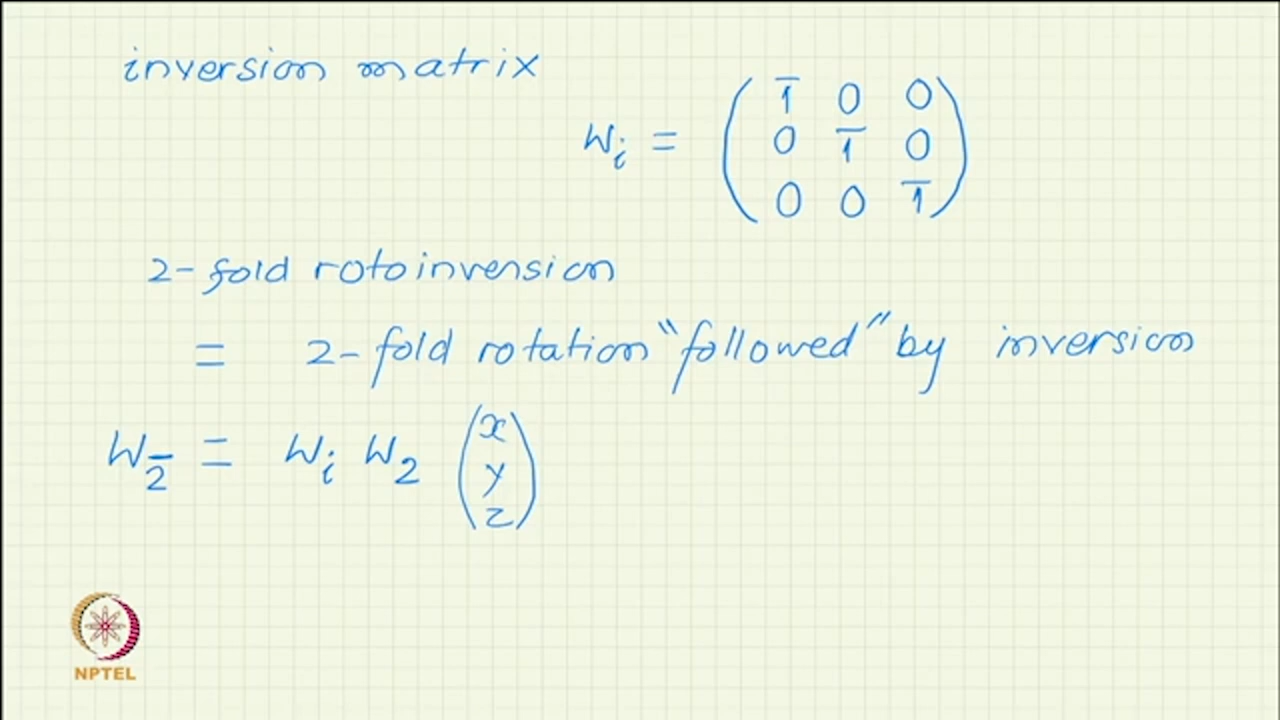 inversion matrix
W_i = ( 1̄ 0 0
0 1̄ 0
0 0 1̄ )
2-fold rotoinversion
= 2-fold rotation "followed" by inversion
W_2̄ = W_i W_2 ( x
y
z )
NPTEL